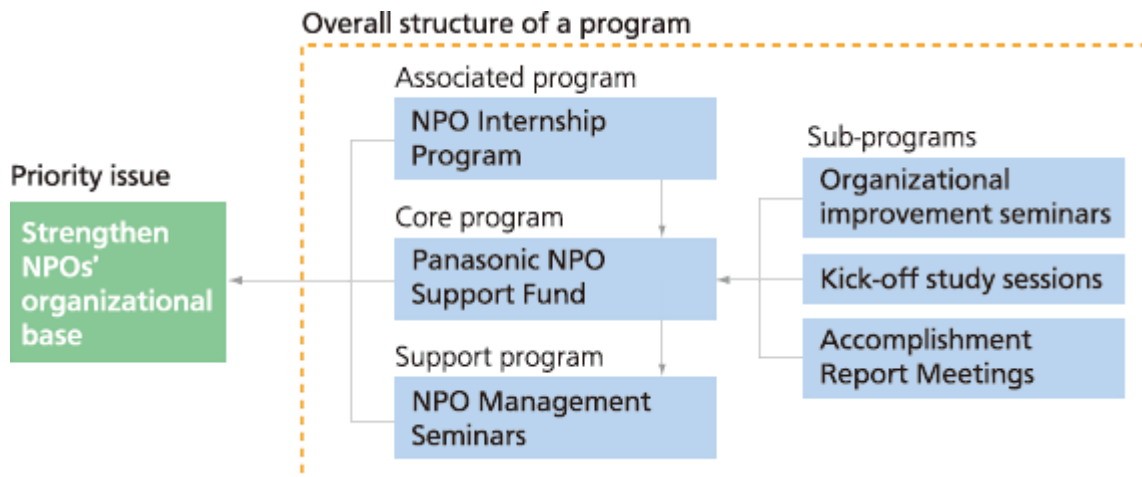 Overall structure of a program
Priority issue
Strengthen
NPOs'
organizational
base
Associated program
NPO Internship
Program
Core program
Panasonic NPO
Support Fund
Support program
NPO Management
Seminars
Sub-programs
Organizational
improvement seminars
Kick-off study sessions
Accomplishment
Report Meetings